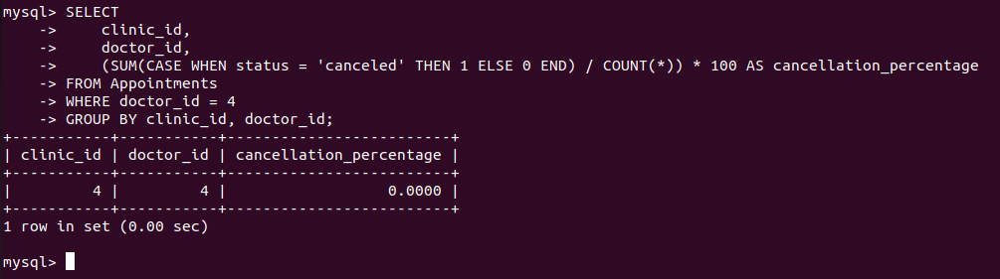 mysql> SELECT
    ->     clinic_id,
    ->     doctor_id,
    ->     (SUM(CASE WHEN status = 'canceled' THEN 1 ELSE 0 END) / COUNT(*)) * 100 AS cancellation_percentage
    -> FROM Appointments
    -> WHERE doctor_id = 4
    -> GROUP BY clinic_id, doctor_id;
+-----------+-----------+-------------------------+
| clinic_id | doctor_id | cancellation_percentage |
+-----------+-----------+-------------------------+
|         4 |         4 |                  0.0000 |
+-----------+-----------+-------------------------+
1 row in set (0.00 sec)

mysql>